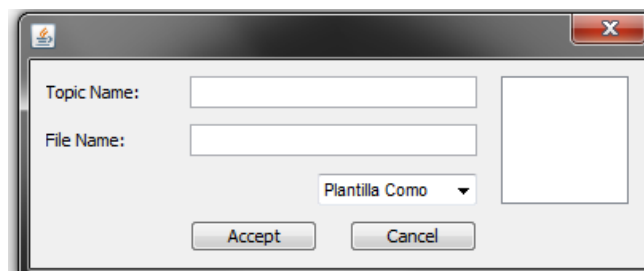 Topic Name:
File Name:
Plantilla Como
Accept Cancel